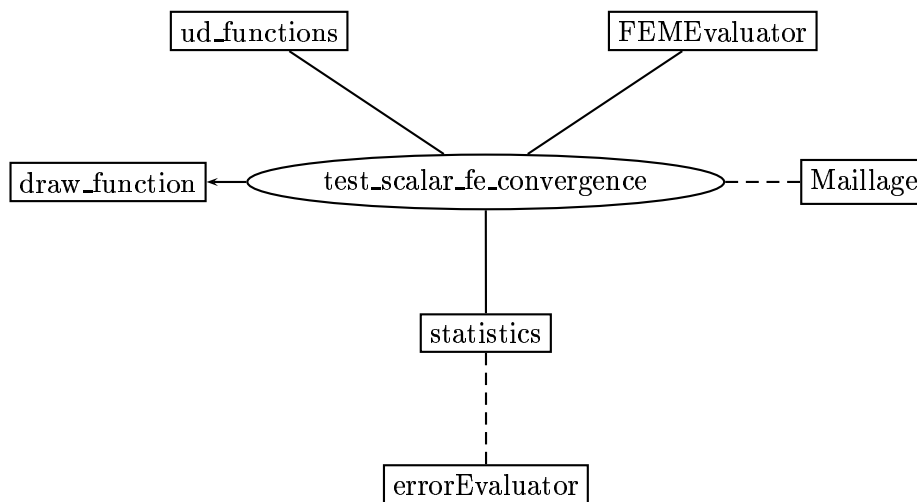 ud_functions
FEMEvaluator
draw_function
test_scalar_fe_convergence
Maillage
statistics
errorEvaluator